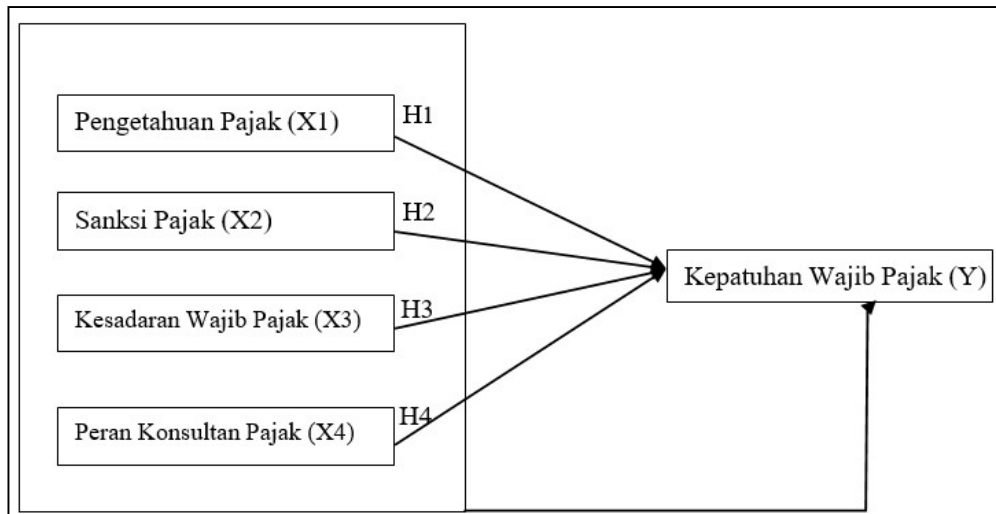 Pengetahuan Pajak (X1)
H1
Sanksi Pajak (X2)
H2
Kepatuhan Wajib Pajak (Y)
Kesadaran Wajib Pajak (X3)
H3
Peran Konsultan Pajak (X4)
H4